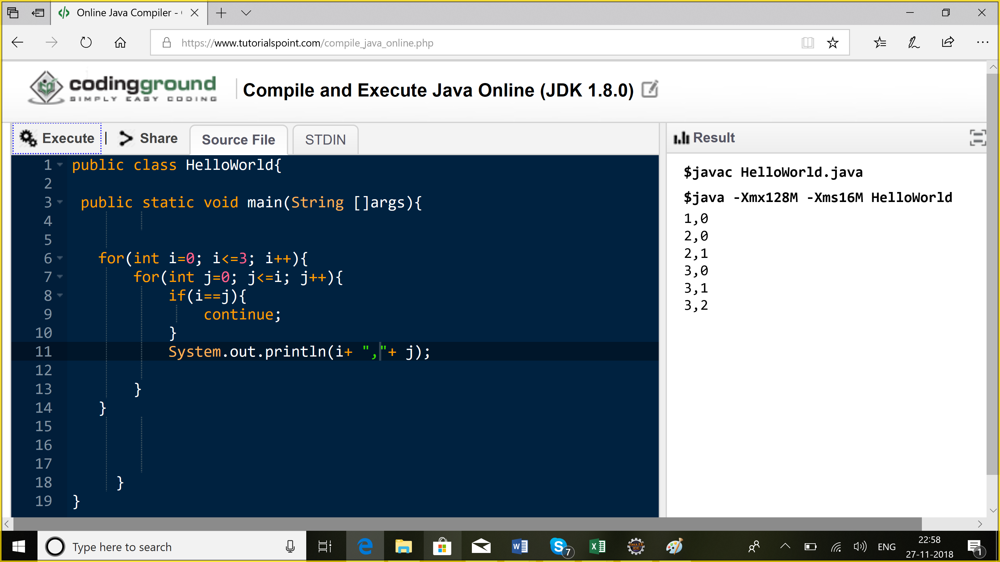 Online Java Compiler -
https://www.tutorialspoint.com/compile_java_online.php
codingground
SIMPLY EASY CODING
Compile and Execute Java Online (JDK 1.8.0)
Execute | Share Source File STDIN
1 public class HelloWorld{
2
3 public static void main(String []args){
4
5
6 for(int i=0; i<=3; i++){
7 for(int j=0; j<=i; j++){
8 if(i==j){
9 continue;
10 }
11 System.out.println(i+ ","+ j);
12
13 }
14 }
15
16
17
18 }
19 }
Result
$javac HelloWorld.java
$java -Xmx128M -Xms16M HelloWorld
1,0
2,0
2,1
3,0
3,1
3,2
Type here to search
W
S 7
X
Java EE
IDE
ENG
22:58
27-11-2018
1